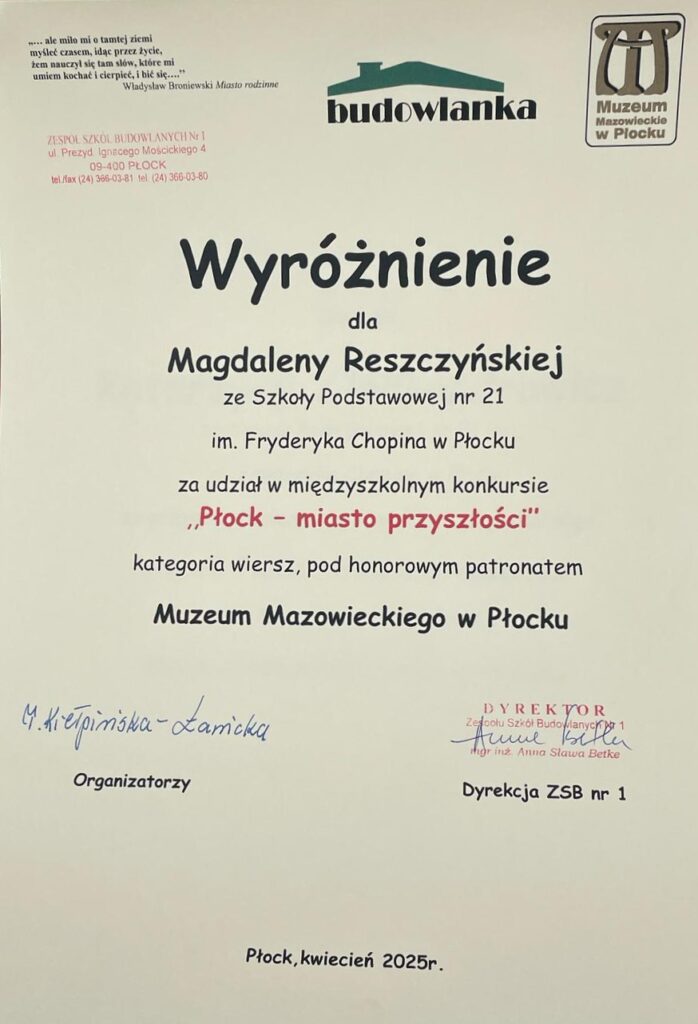 „... ale miło mi o tamtej ziemi
myśleć czasem, idąc przez życie,
żem nauczył się tam słów, które mi
umiem kochać i cierpieć, i bić się....”
Władysław Broniewski Miasto rodzinne
budowlanka
Muzeum
Mazowieckie
w Płocku
ZESPÓŁ SZKÓŁ BUDOWLANYCH Nr 1
ul. Prezyd. Ignacego Mościckiego 4
09-400 PŁOCK
tel./fax (24) 366-03-81 tel. (24) 366-03-80
Wyróżnienie
dla
Magdaleny Reszczyńskiej
ze Szkoły Podstawowej nr 21
im. Fryderyka Chopina w Płocku
za udział w międzyszkolnym konkursie
„Płock – miasto przyszłości”
kategoria wiersz, pod honorowym patronatem
Muzeum Mazowieckiego w Płocku
Kiełpińska-Żarnicka
Organizatorzy
DYREKTOR
Zespołu Szkół Budowlanych Nr 1
Anna Betke
mgr inż. Anna Sława Betke
Dyrekcja ZSB nr 1
Płock, kwiecień 2025r.